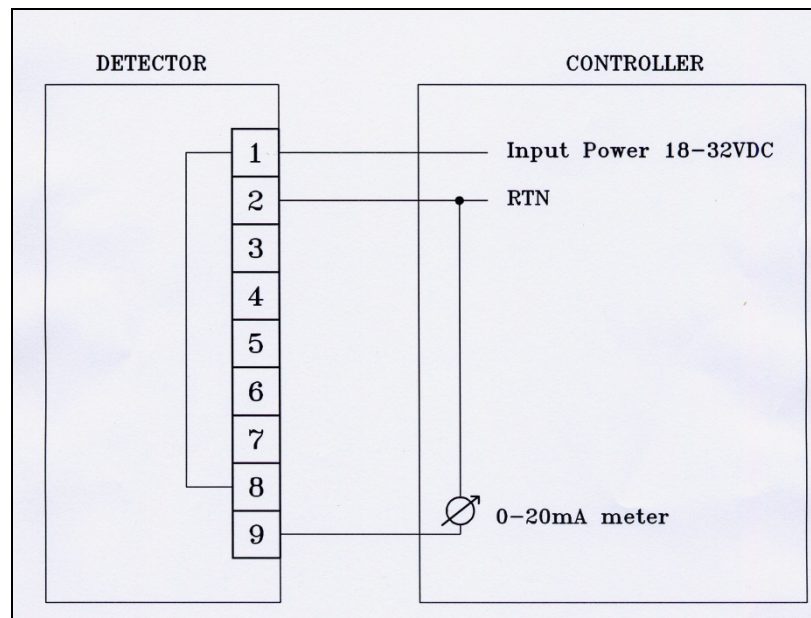 DETECTOR
CONTROLLER
1
Input Power 18-32VDC
2
RTN
3
4
5
6
7
8
9
0-20mA meter